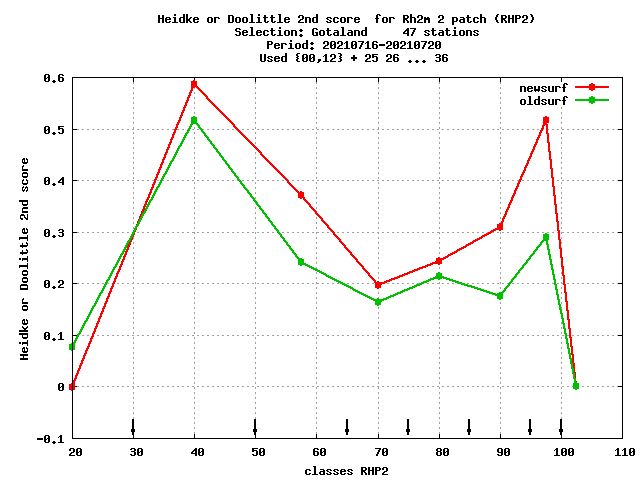 Heidke or Doolittle 2nd score  for Rh2m 2 patch (RHP2)
Selection: Gotaland     47 stations
Period: 20210716-20210720
Used {00,12} + 25 26 ... 36
newsurf
oldsurf
Heidke or Doolittle 2nd score
0.6
0.5
0.4
0.3
0.2
0.1
0
-0.1
20 30 40 50 60 70 80 90 100 110
classes RHP2